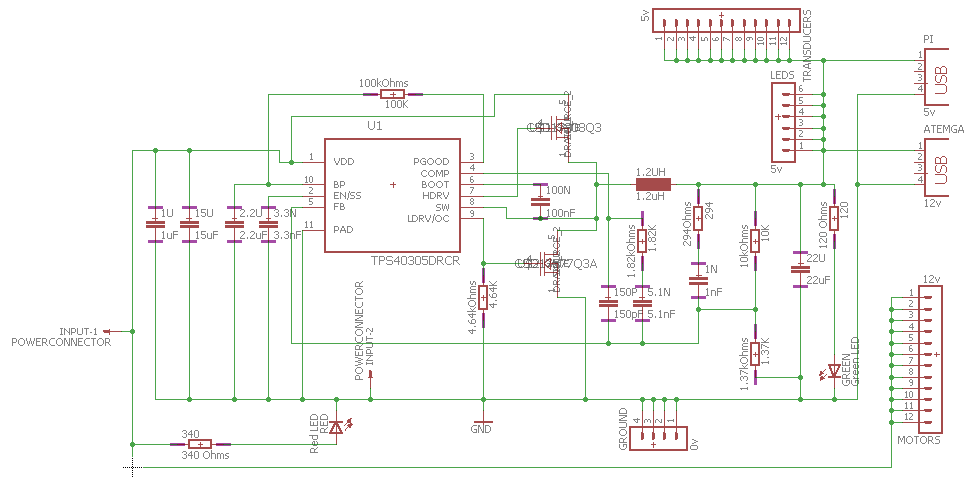 5v
TRANSDUCERS
1 2 3 4 5 6 7 8 9 10 11 12
PI
1
2
3
4
USB
5v
LEDS
6
5
4
3
2
1
5v
ATEMGA
1
2
3
4
USB
12v
100kOhms
100K
U1
1 VDD
10 BP
2 EN/SS
5 FB
11 PAD
PGOOD 3
COMP 4
BOOT 6
HDRV 7
SW 8
LDRV/OC 9
TPS40305DRCR
1U
1uF
15U
15uF
2.2U
2.2uF
3.3N
3.3nF
100N
100nF
1.2UH
1.2uH
294
294Ohms
1N
1nF
10K
10kOhms
1.82K
1.82kOhms
150P
150pF
5.1N
5.1nF
1.37K
1.37kOhms
22U
22uF
120
120 Ohms
GREEN
Green LED
4.64K
4.64kOhms
INPUT-1
POWERCONNECTOR
POWERCONNECTOR
INPUT-2
RED
Red LED
340
340 Ohms
GND
GROUND
4 3 2 1
0v
12v
1
2
3
4
5
6
7
8
9
10
11
12
MOTORS